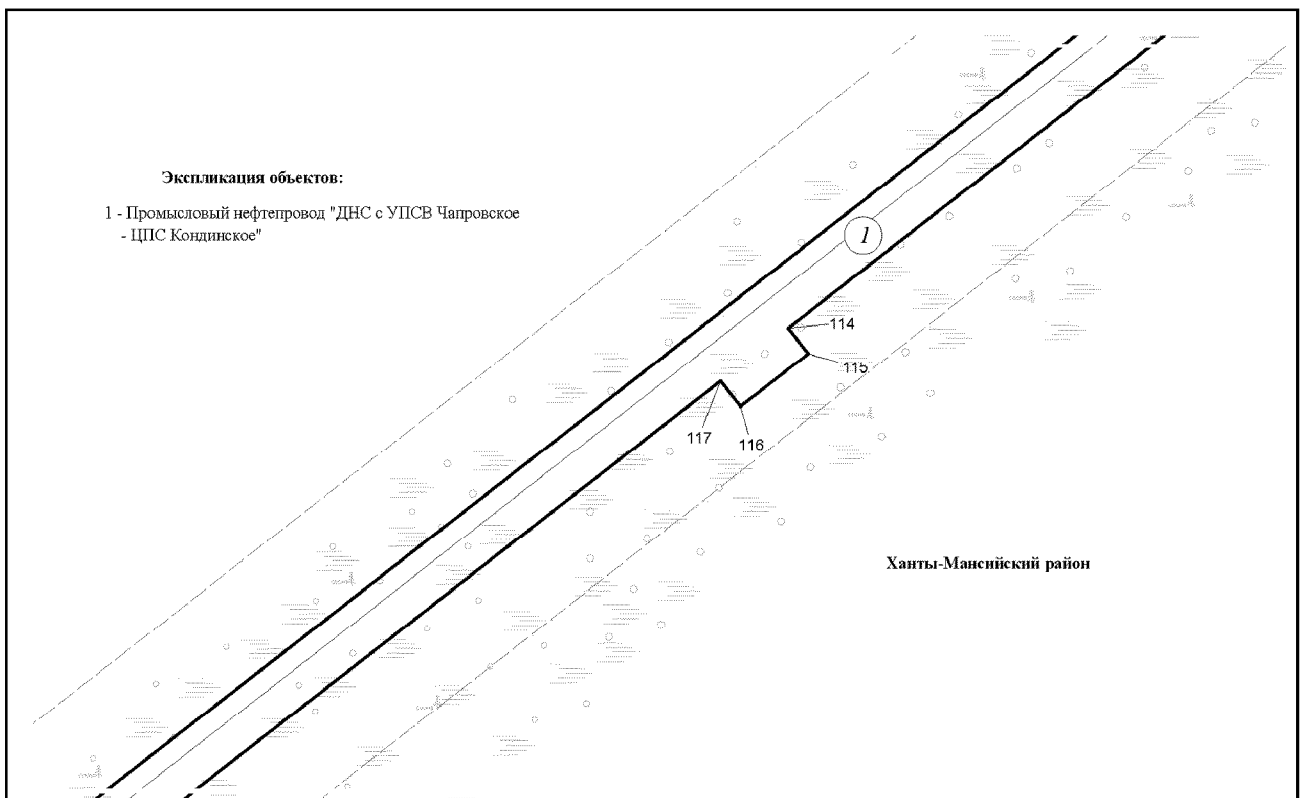 Экспликация объектов:
1 - Промысловый нефтепровод "ДНС с УПСВ Чапровское
- ЦПС Кондинское"
1
114
115
117
116
Ханты-Мансийский район